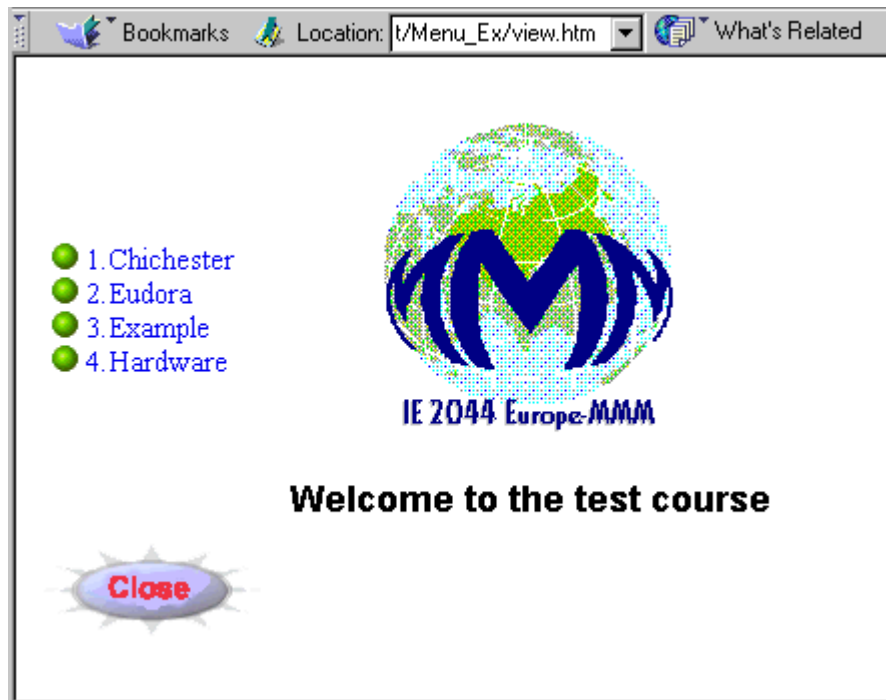 Bookmarks Location: t/Menu_Ex/view.htm What's Related
1.Chichester
2.Eudora
3.Example
4.Hardware
MMM
IE 2044 Europe-MMM
Welcome to the test course
Close